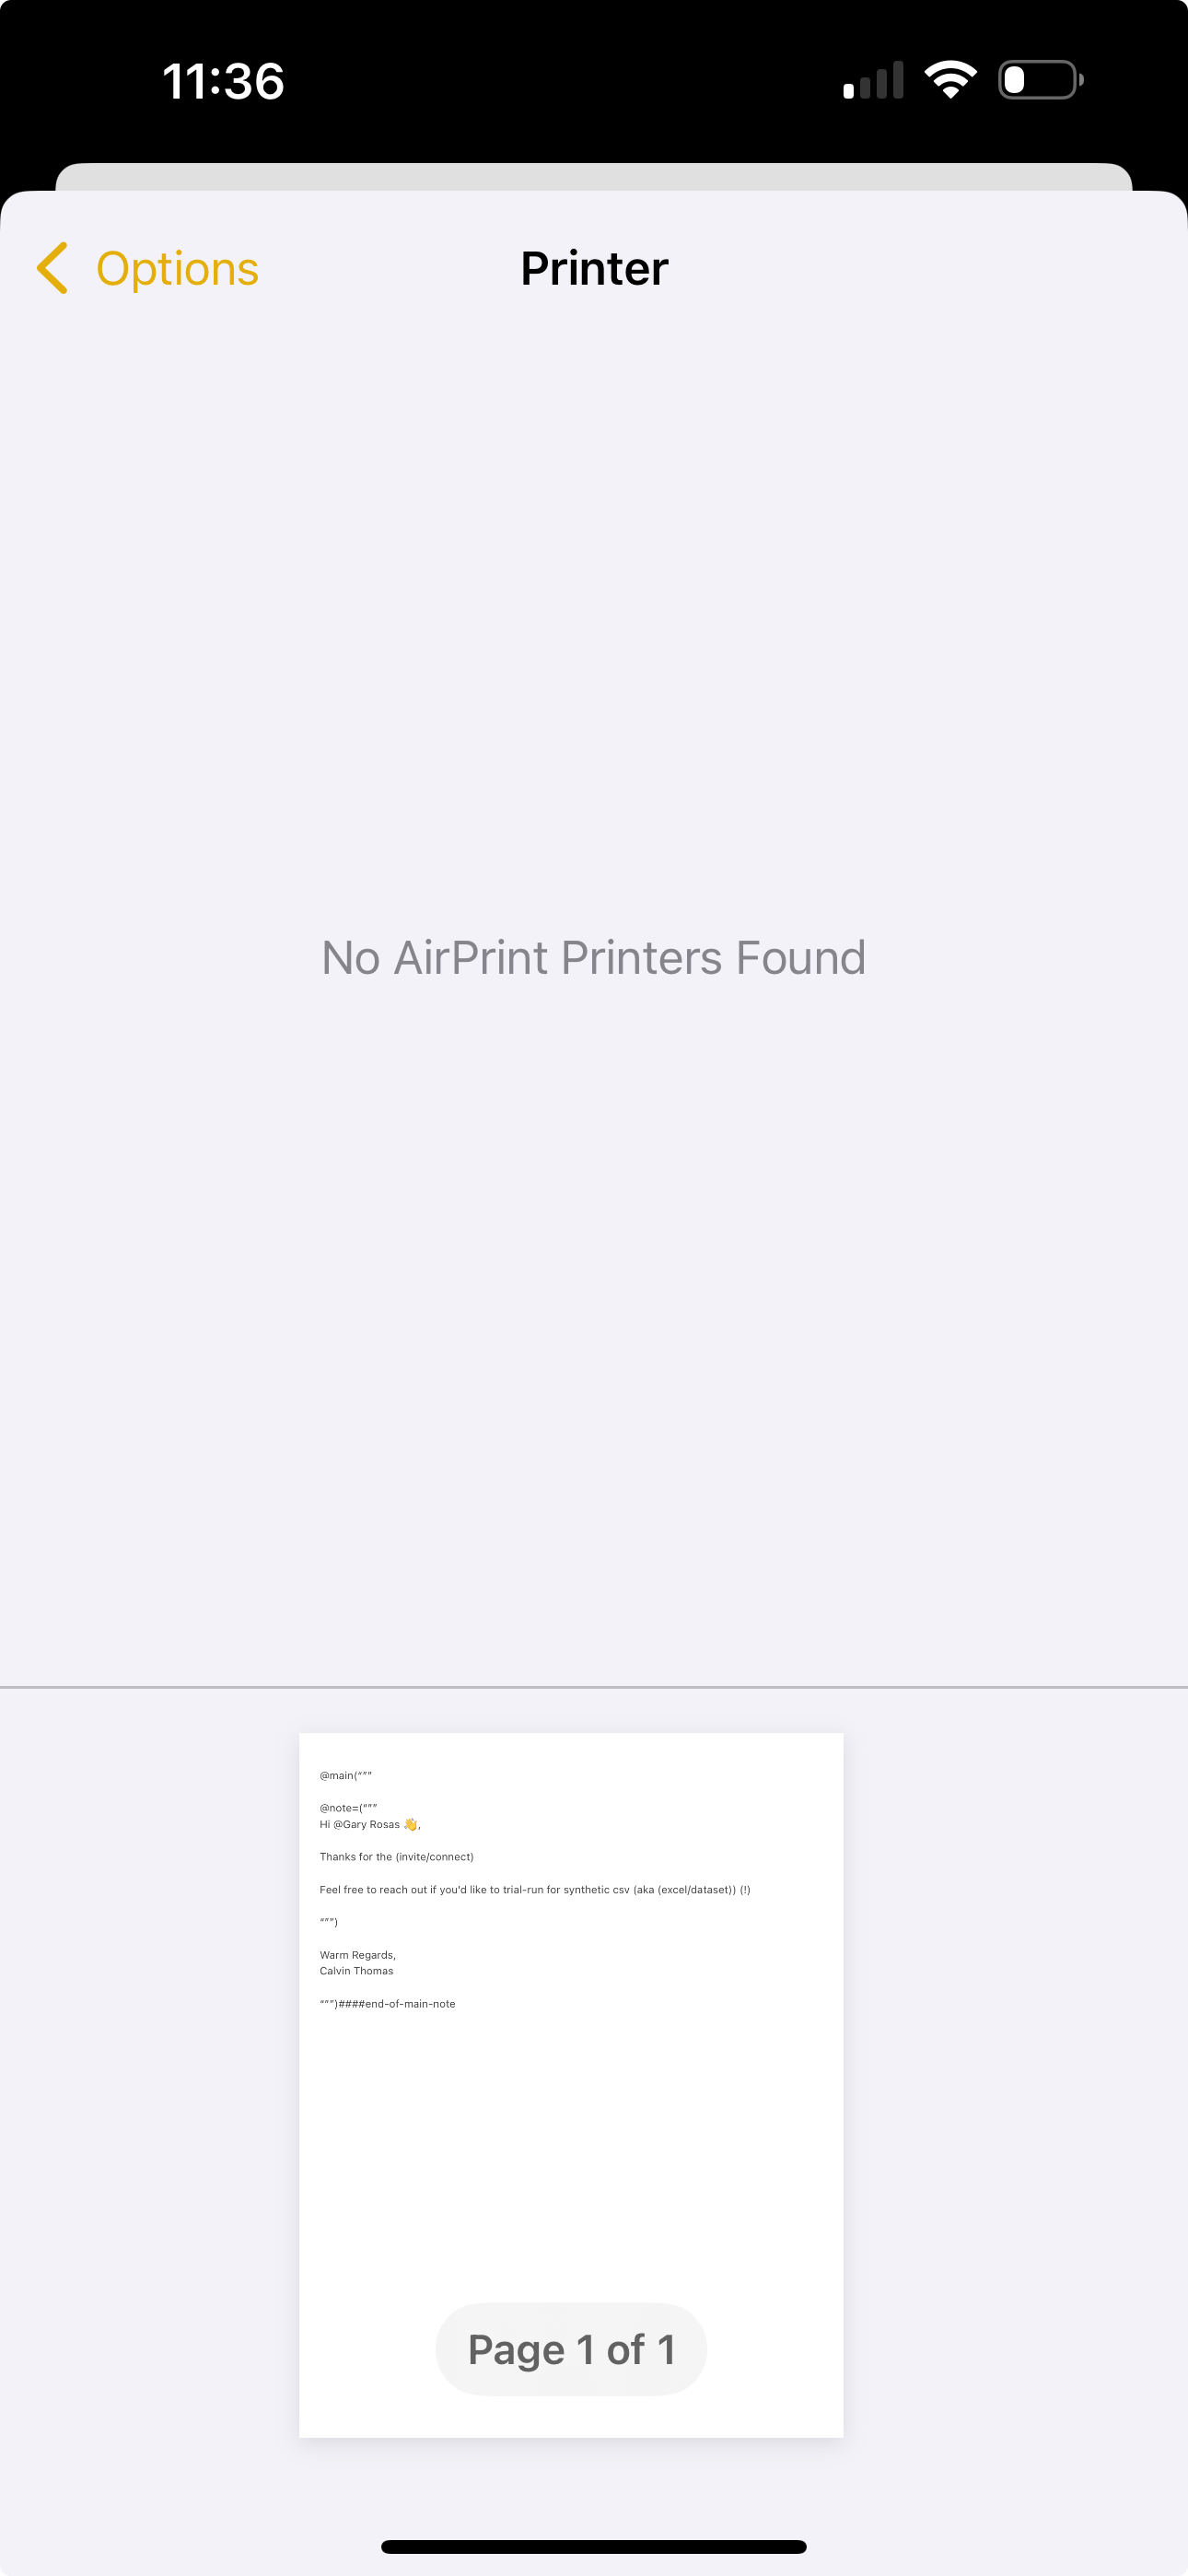 11:36
Options
Printer
No AirPrint Printers Found
@main(“””
@note=(“””
Hi @Gary Rosas 👋,
Thanks for the (invite/connect)
Feel free to reach out if you'd like to trial-run for synthetic csv (aka (excel/dataset)) (!)
“””)
Warm Regards,
Calvin Thomas
“””)####end-of-main-note
Page 1 of 1